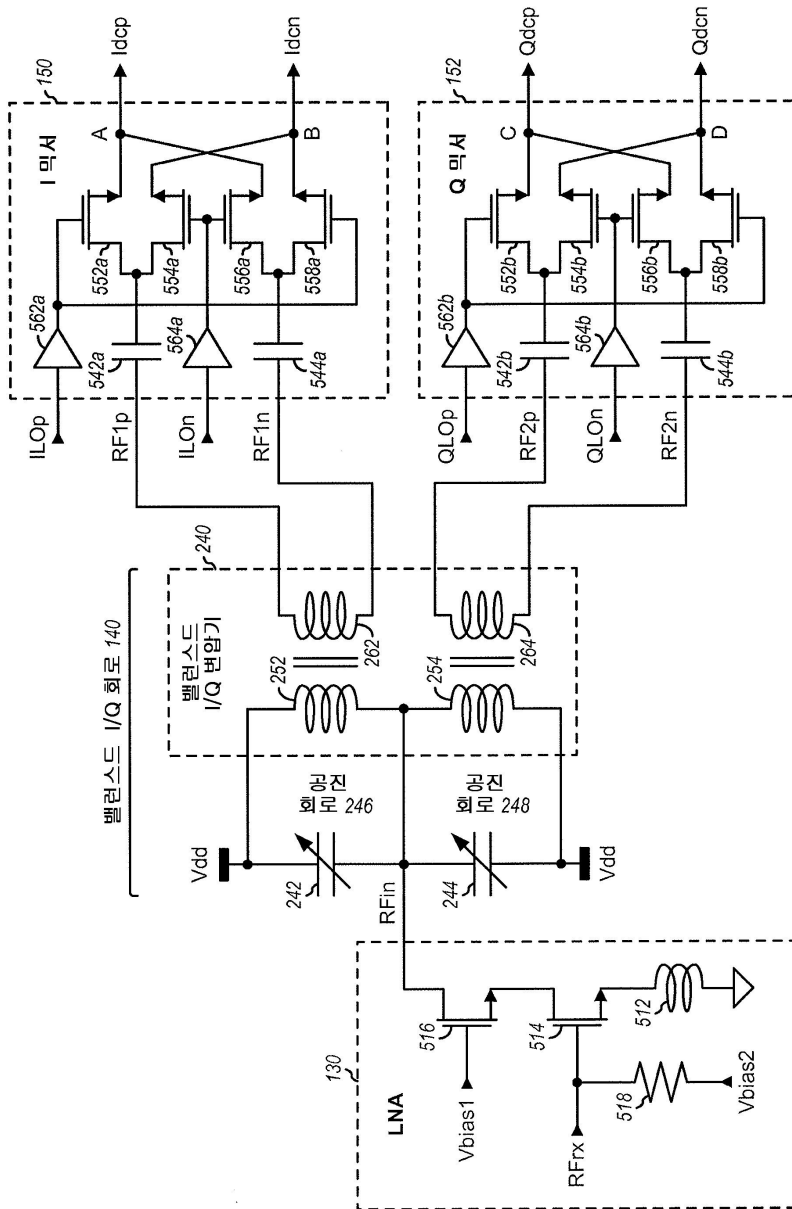 밸런스드 I/Q 회로 140
130
LNA
Vbias1
516
RFrx
514
512
518
Vbias2
Vdd
242
공진
회로 246
RFin
244
공진
회로 248
Vdd
240
밸런스드
I/Q 변압기
252
262
254
264
150
I 믹서
ILOp
562a
RF1p
542a
552a
554a
ILOn
564a
RF1n
544a
556a
558a
A
B
Idcp
Idcn
152
Q 믹서
QLOp
562b
RF2p
542b
552b
554b
QLOn
564b
RF2n
544b
556b
558b
C
D
Qdcp
Qdcn